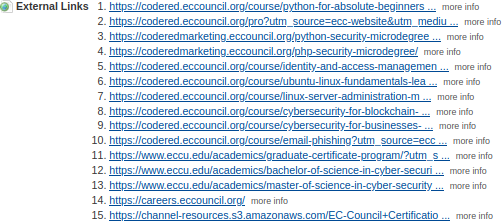 External Links
1. https://codered.eccouncil.org/course/python-for-absolute-beginners ... more info
2. https://codered.eccouncil.org/pro?utm_source=ecc-website&utm_mediu ... more info
3. https://coderedmarketing.eccouncil.org/python-security-microdegree ... more info
4. https://coderedmarketing.eccouncil.org/php-security-microdegree/ more info
5. https://codered.eccouncil.org/course/identity-and-access-managemen ... more info
6. https://codered.eccouncil.org/course/ubuntu-linux-fundamentals-lea ... more info
7. https://codered.eccouncil.org/course/linux-server-administration-m ... more info
8. https://codered.eccouncil.org/course/cybersecurity-for-blockchain- ... more info
9. https://codered.eccouncil.org/course/cybersecurity-for-businesses- ... more info
10. https://codered.eccouncil.org/course/email-phishing?utm_source=ecc ... more info
11. https://www.eccu.edu/academics/graduate-certificate-program/?utm_s ... more info
12. https://www.eccu.edu/academics/bachelor-of-science-in-cyber-securi ... more info
13. https://www.eccu.edu/academics/master-of-science-in-cyber-security ... more info
14. https://careers.eccouncil.org/ more info
15. https://channel-resources.s3.amazonaws.com/EC-Council+Certificatio ... more info